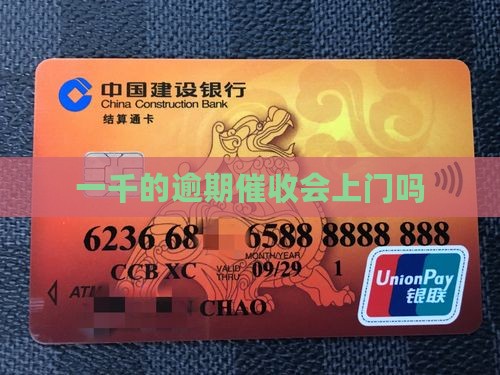 中国建设银行
China Construction Bank
结算通卡
一千的逾期催收会上门吗
6236 68 6588 8888 888
MONTH/YEAR
CCB XC VALID THRU 09/29 1
ATM
CHAO
UnionPay
银联